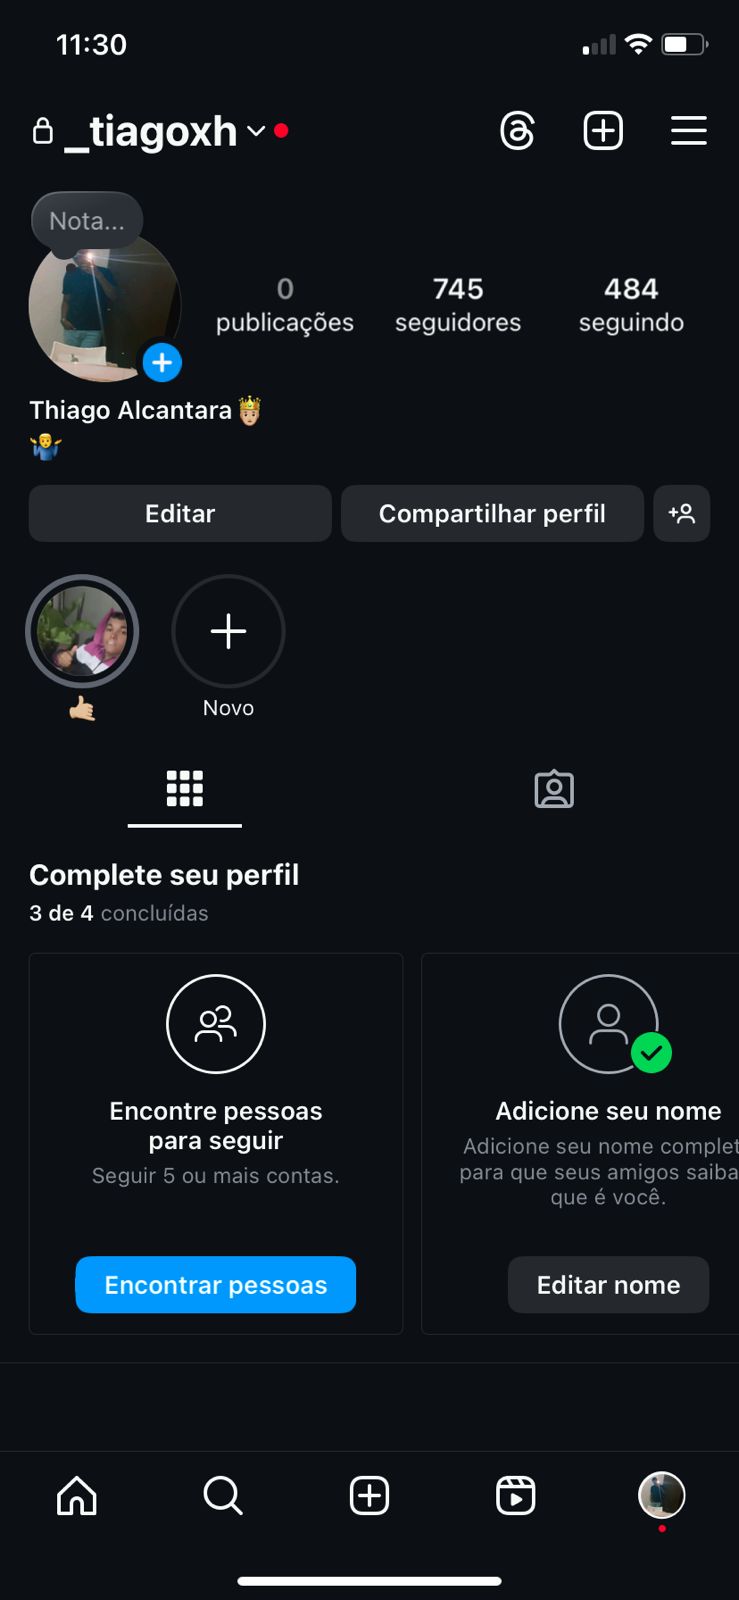 11:30
_tiagoxh
Nota...
0
publicações
745
seguidores
484
seguindo
Thiago Alcantara🤴🏼
🤷‍♂️
Editar
Compartilhar perfil
🤙🏼
Novo
Complete seu perfil
3 de 4 concluídas
Encontre pessoas
para seguir
Seguir 5 ou mais contas.
Encontrar pessoas
Adicione seu nome
Adicione seu nome complet
para que seus amigos saiba
que é você.
Editar nome